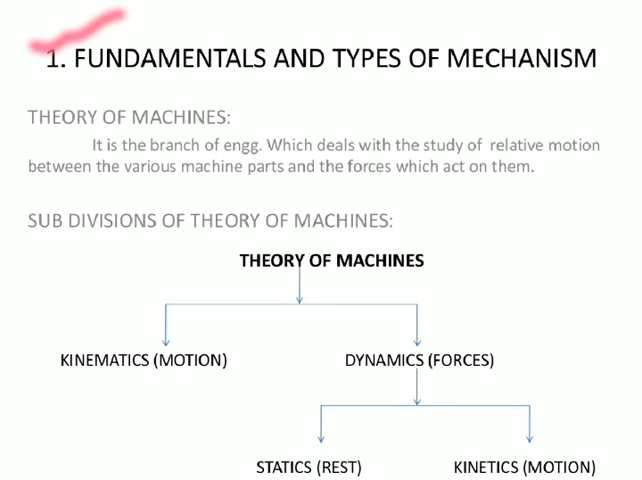 1. FUNDAMENTALS AND TYPES OF MECHANISM
THEORY OF MACHINES:
It is the branch of engg. Which deals with the study of relative motion
between the various machine parts and the forces which act on them.
SUB DIVISIONS OF THEORY OF MACHINES:
THEORY OF MACHINES
KINEMATICS (MOTION) DYNAMICS (FORCES)
STATICS (REST) KINETICS (MOTION)